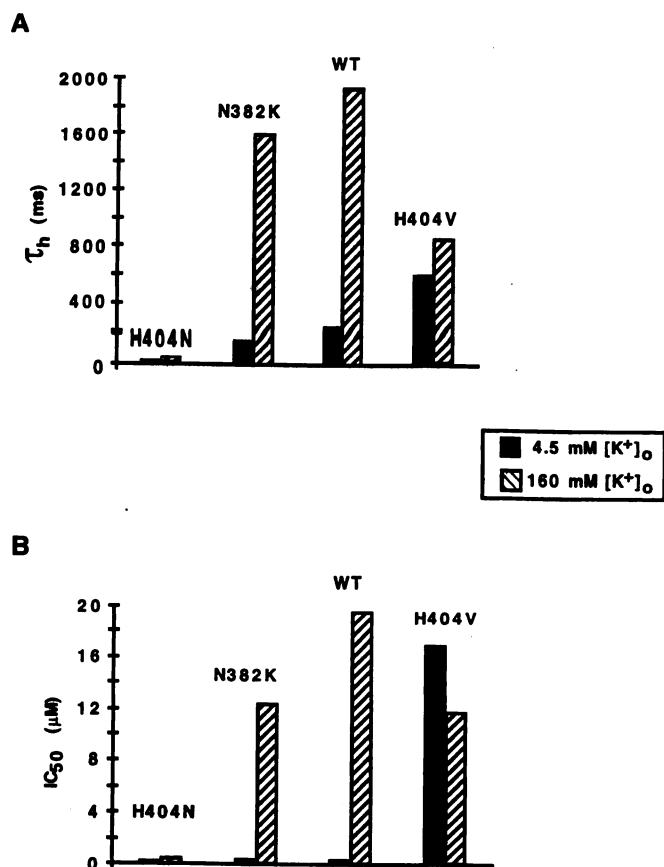 A
WT
2000
N382K
1600
1200
H404V
800
τh (ms)
400
H404N
0
4.5 mM [K+]o
160 mM [K+]o
B
WT
20
H404V
16
N382K
12
IC50 (μM)
8
4
H404N
0